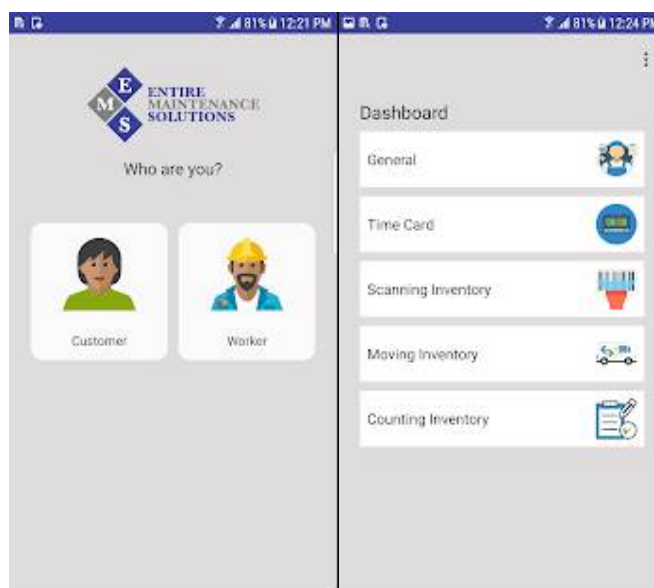 81% 12:21 PM
E
M
S
ENTIRE
MAINTENANCE
SOLUTIONS
Who are you?
Customer
Worker
81% 12:24 PM
Dashboard
General
Time Card
Scanning Inventory
Moving Inventory
Counting Inventory